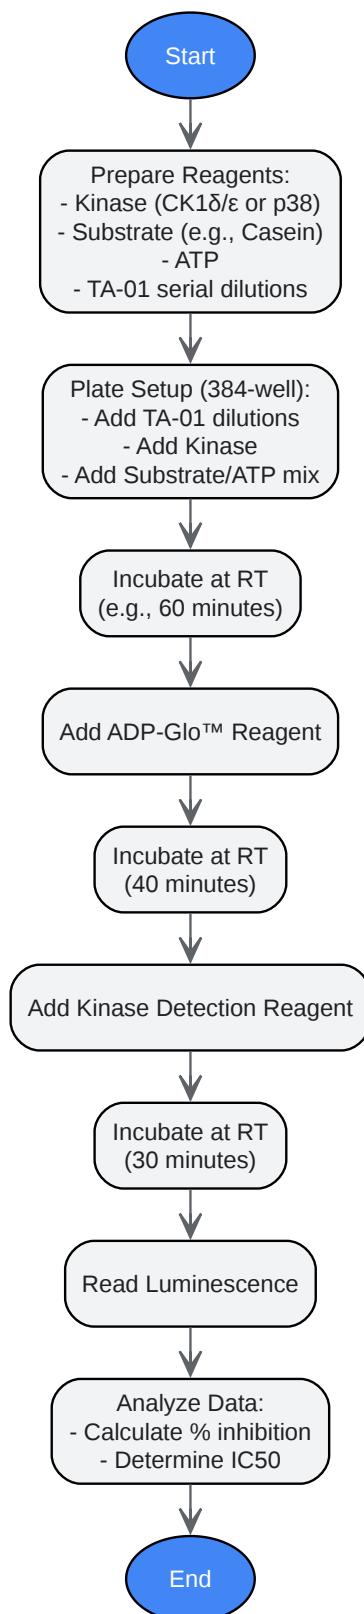 Start
Prepare Reagents:
- Kinase (CK1δ/ε or p38)
- Substrate (e.g., Casein)
- ATP
- TA-01 serial dilutions
Plate Setup (384-well):
- Add TA-01 dilutions
- Add Kinase
- Add Substrate/ATP mix
Incubate at RT
(e.g., 60 minutes)
Add ADP-Glo™ Reagent
Incubate at RT
(40 minutes)
Add Kinase Detection Reagent
Incubate at RT
(30 minutes)
Read Luminescence
Analyze Data:
- Calculate % inhibition
- Determine IC50
End